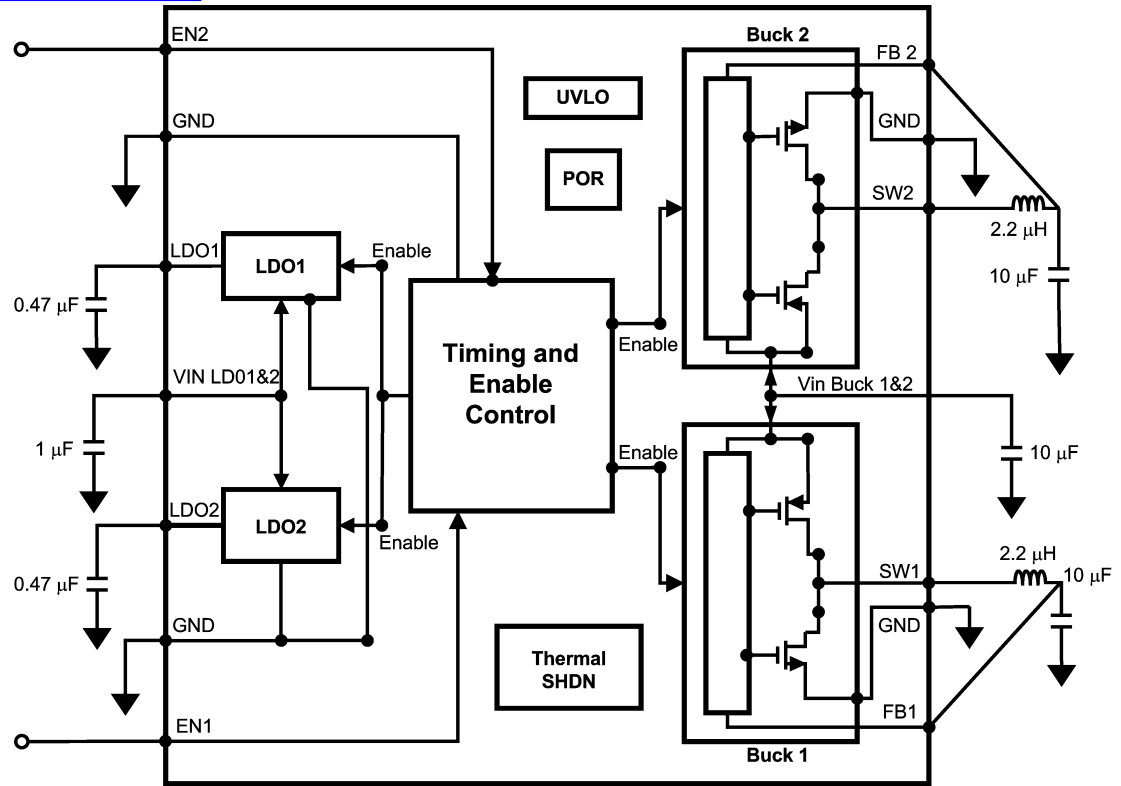 EN2
Buck 2
FB 2
UVLO
GND
GND
POR
SW2
2.2 μH
LDO1
LDO1
Enable
10 μF
0.47 μF
Enable
Timing and
Enable
Control
VIN LD01&2
Vin Buck 1&2
1 μF
Enable
10 μF
LDO2
LDO2
Enable
2.2 μH
10 μF
SW1
0.47 μF
GND
GND
Thermal
SHDN
FB1
EN1
Buck 1